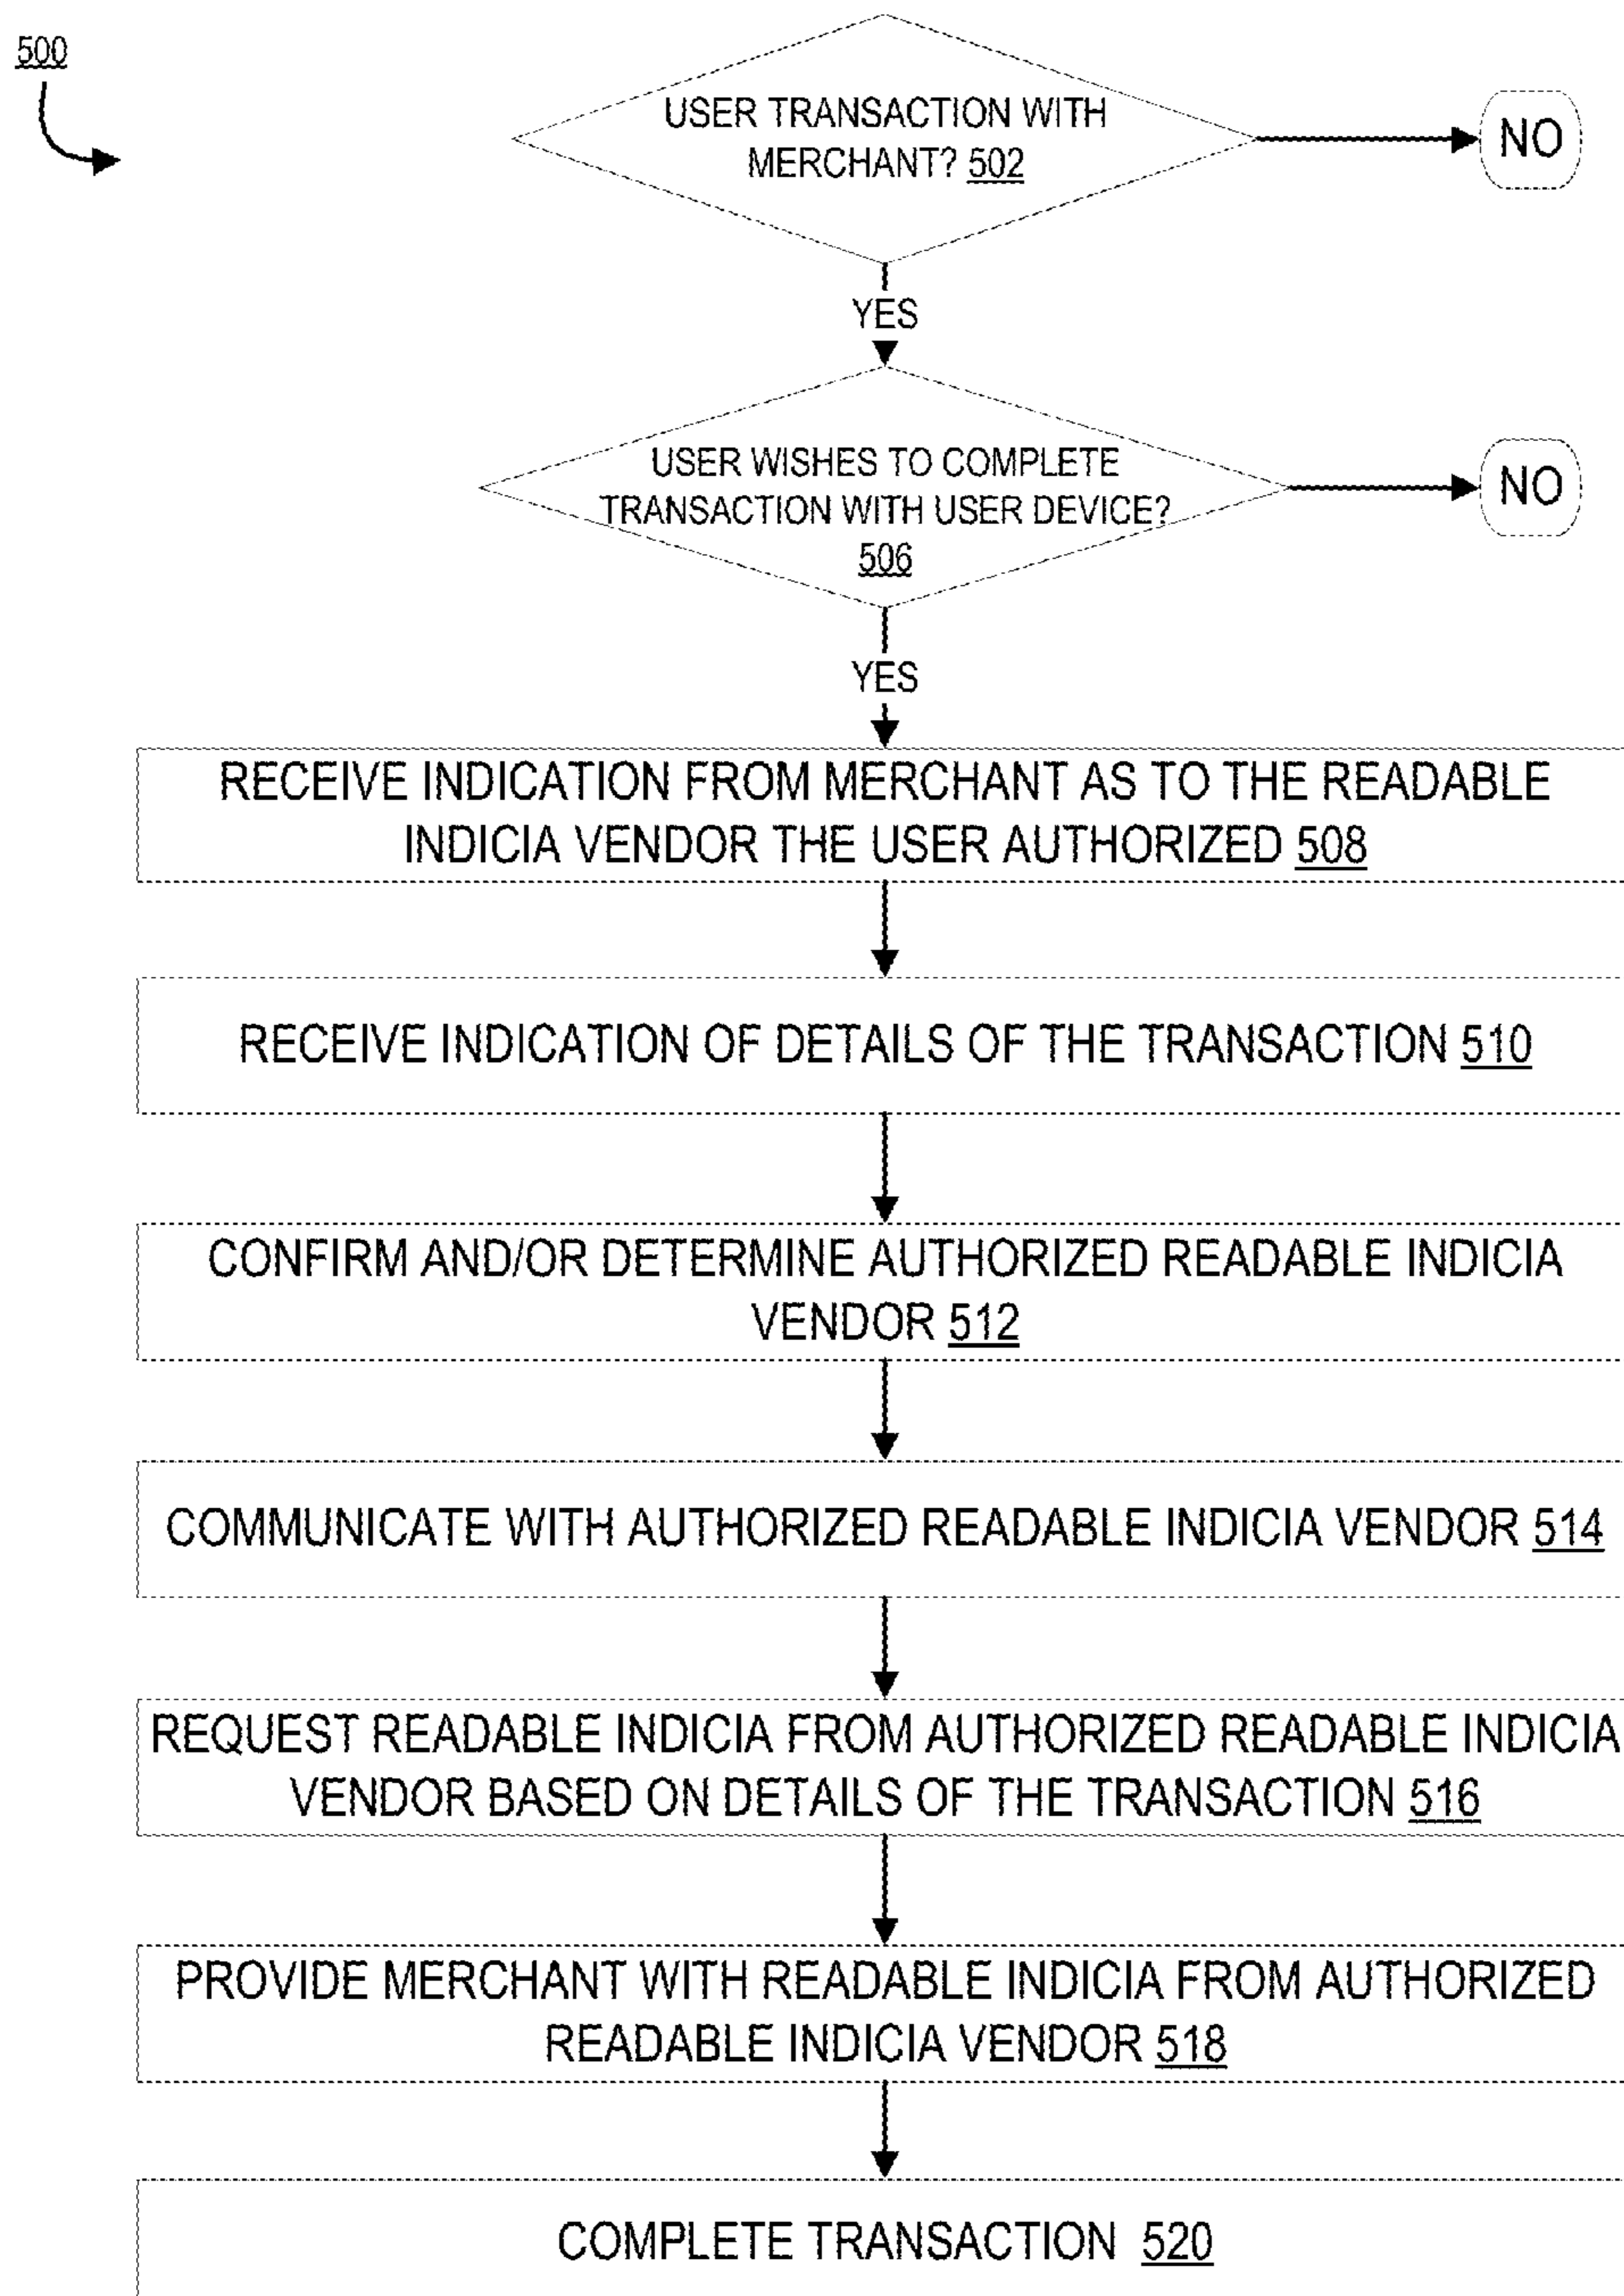 500
USER TRANSACTION WITH
MERCHANT? 502
NO
YES
USER WISHES TO COMPLETE
TRANSACTION WITH USER DEVICE?
506
NO
YES
RECEIVE INDICATION FROM MERCHANT AS TO THE READABLE
INDICIA VENDOR THE USER AUTHORIZED 508
RECEIVE INDICATION OF DETAILS OF THE TRANSACTION 510
CONFIRM AND/OR DETERMINE AUTHORIZED READABLE INDICIA
VENDOR 512
COMMUNICATE WITH AUTHORIZED READABLE INDICIA VENDOR 514
REQUEST READABLE INDICIA FROM AUTHORIZED READABLE INDICIA
VENDOR BASED ON DETAILS OF THE TRANSACTION 516
PROVIDE MERCHANT WITH READABLE INDICIA FROM AUTHORIZED
READABLE INDICIA VENDOR 518
COMPLETE TRANSACTION 520